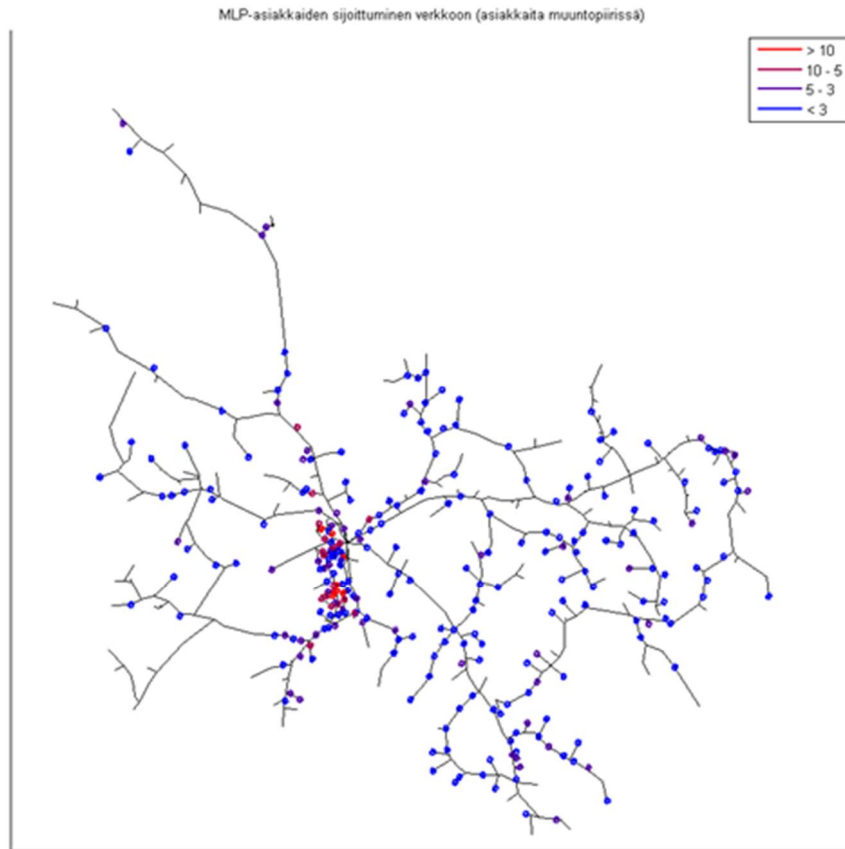 MLP-asiakkaiden sijoittuminen verkkoon (asiakkaita muuntopiirissä)
> 10
10 - 5
5 - 3
< 3